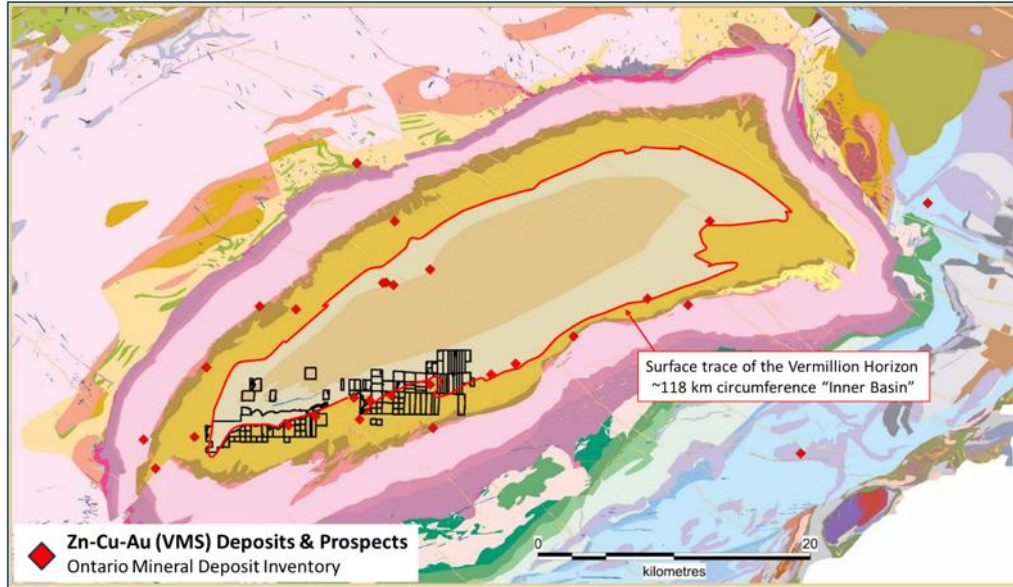 Surface trace of the Vermillion Horizon
~118 km circumference “Inner Basin”
Zn-Cu-Au (VMS) Deposits & Prospects
Ontario Mineral Deposit Inventory
0 20
kilometres